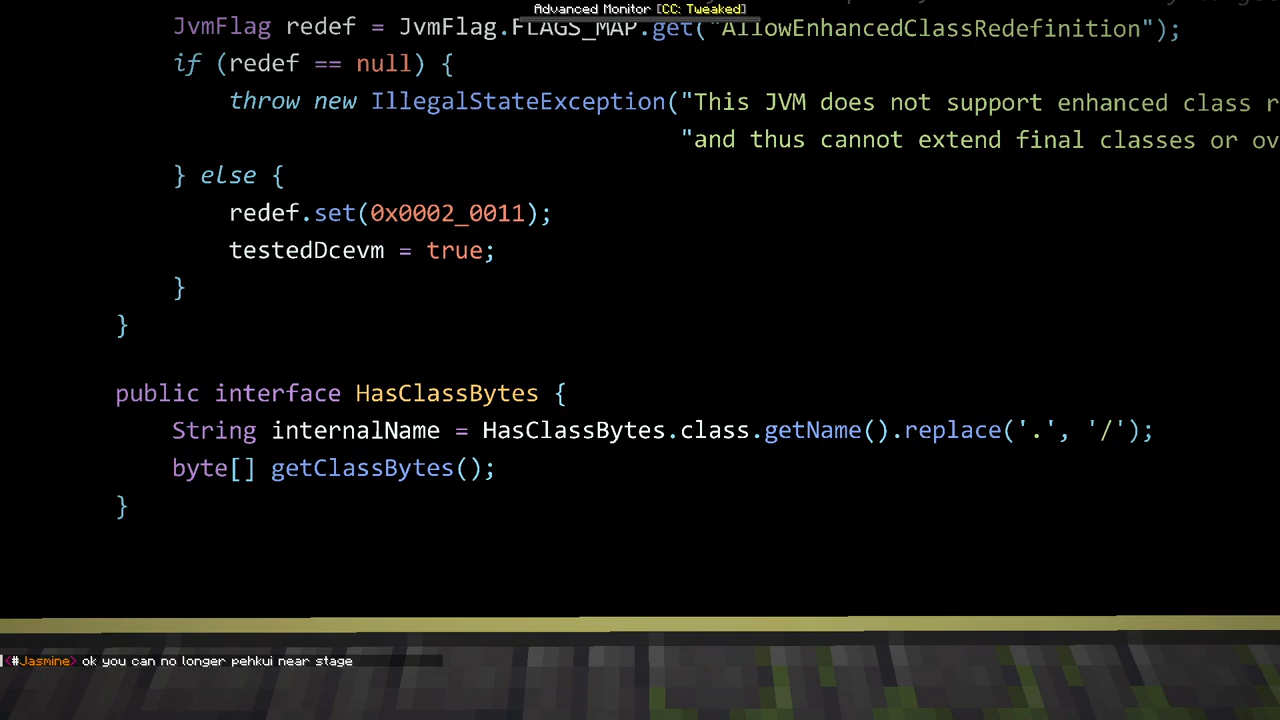 Advanced Monitor [CC: Tweaked]
JvmFlag redef = JvmFlag.FLAGS_MAP.get("AllowEnhancedClassRedefinition");
if (redef == null) {
throw new IllegalStateException("This JVM does not support enhanced class r
"and thus cannot extend final classes or ov
} else {
redef.set(0x0002_0011);
testedDcevm = true;
}
}
public interface HasClassBytes {
String internalName = HasClassBytes.class.getName().replace('.', '/');
byte[] getClassBytes();
}
<#Jasmine> ok you can no longer pehkui near stage